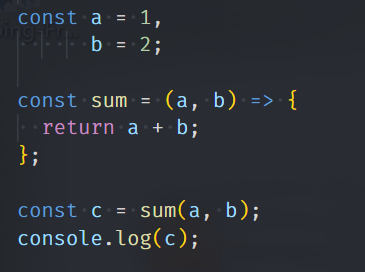 const a = 1,
      b = 2;

const sum = (a, b) => {
  return a + b;
};

const c = sum(a, b);
console.log(c);